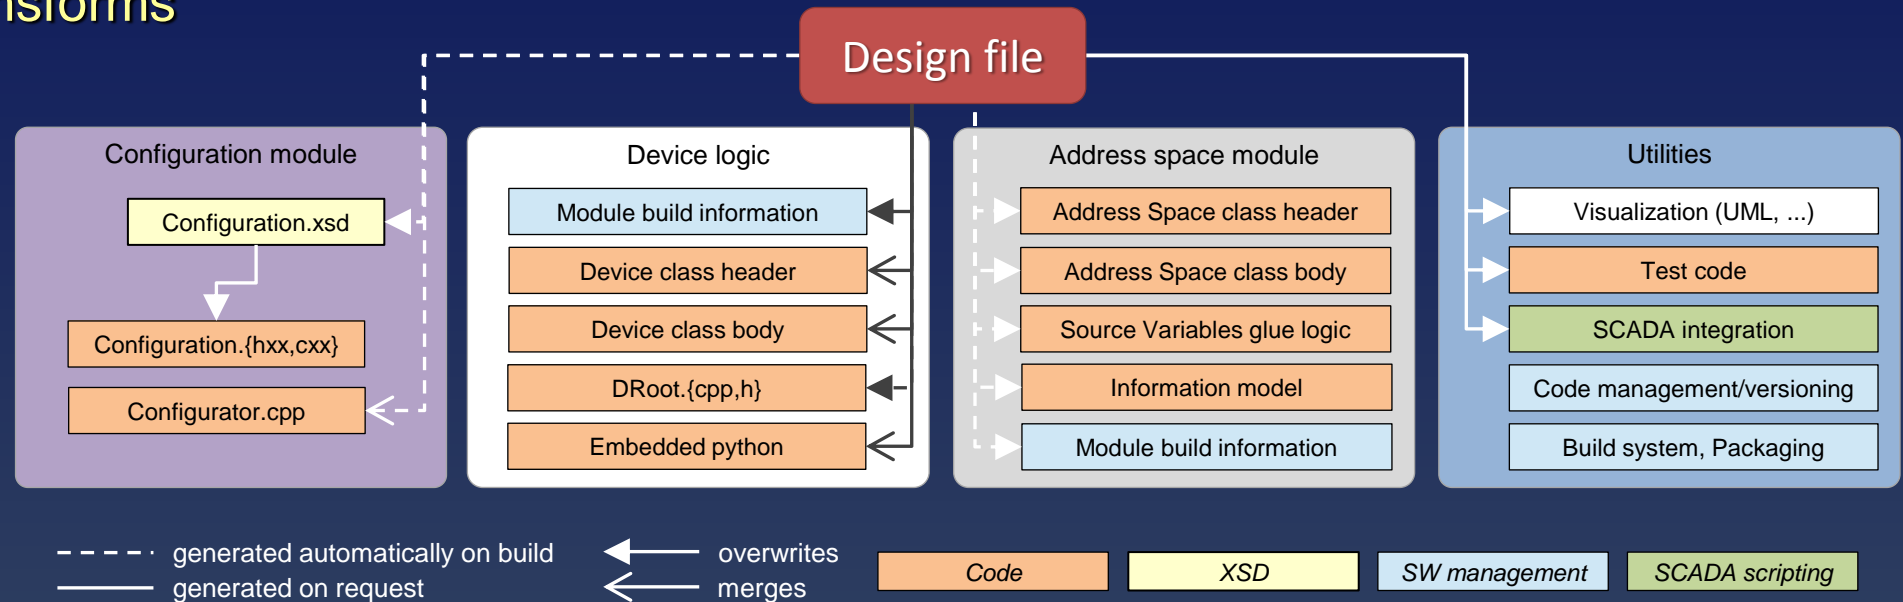 Design file
Configuration module
Configuration.xsd
Configuration.{hxx,cxx}
Configurator.cpp
Device logic
Module build information
Device class header
Device class body
DRoot.{cpp,h}
Embedded python
Address space module
Address Space class header
Address Space class body
Source Variables glue logic
Information model
Module build information
Utilities
Visualization (UML, ...)
Test code
SCADA integration
Code management/versioning
Build system, Packaging
generated automatically on build
generated on request
overwrites
merges
Code
XSD
SW management
SCADA scripting